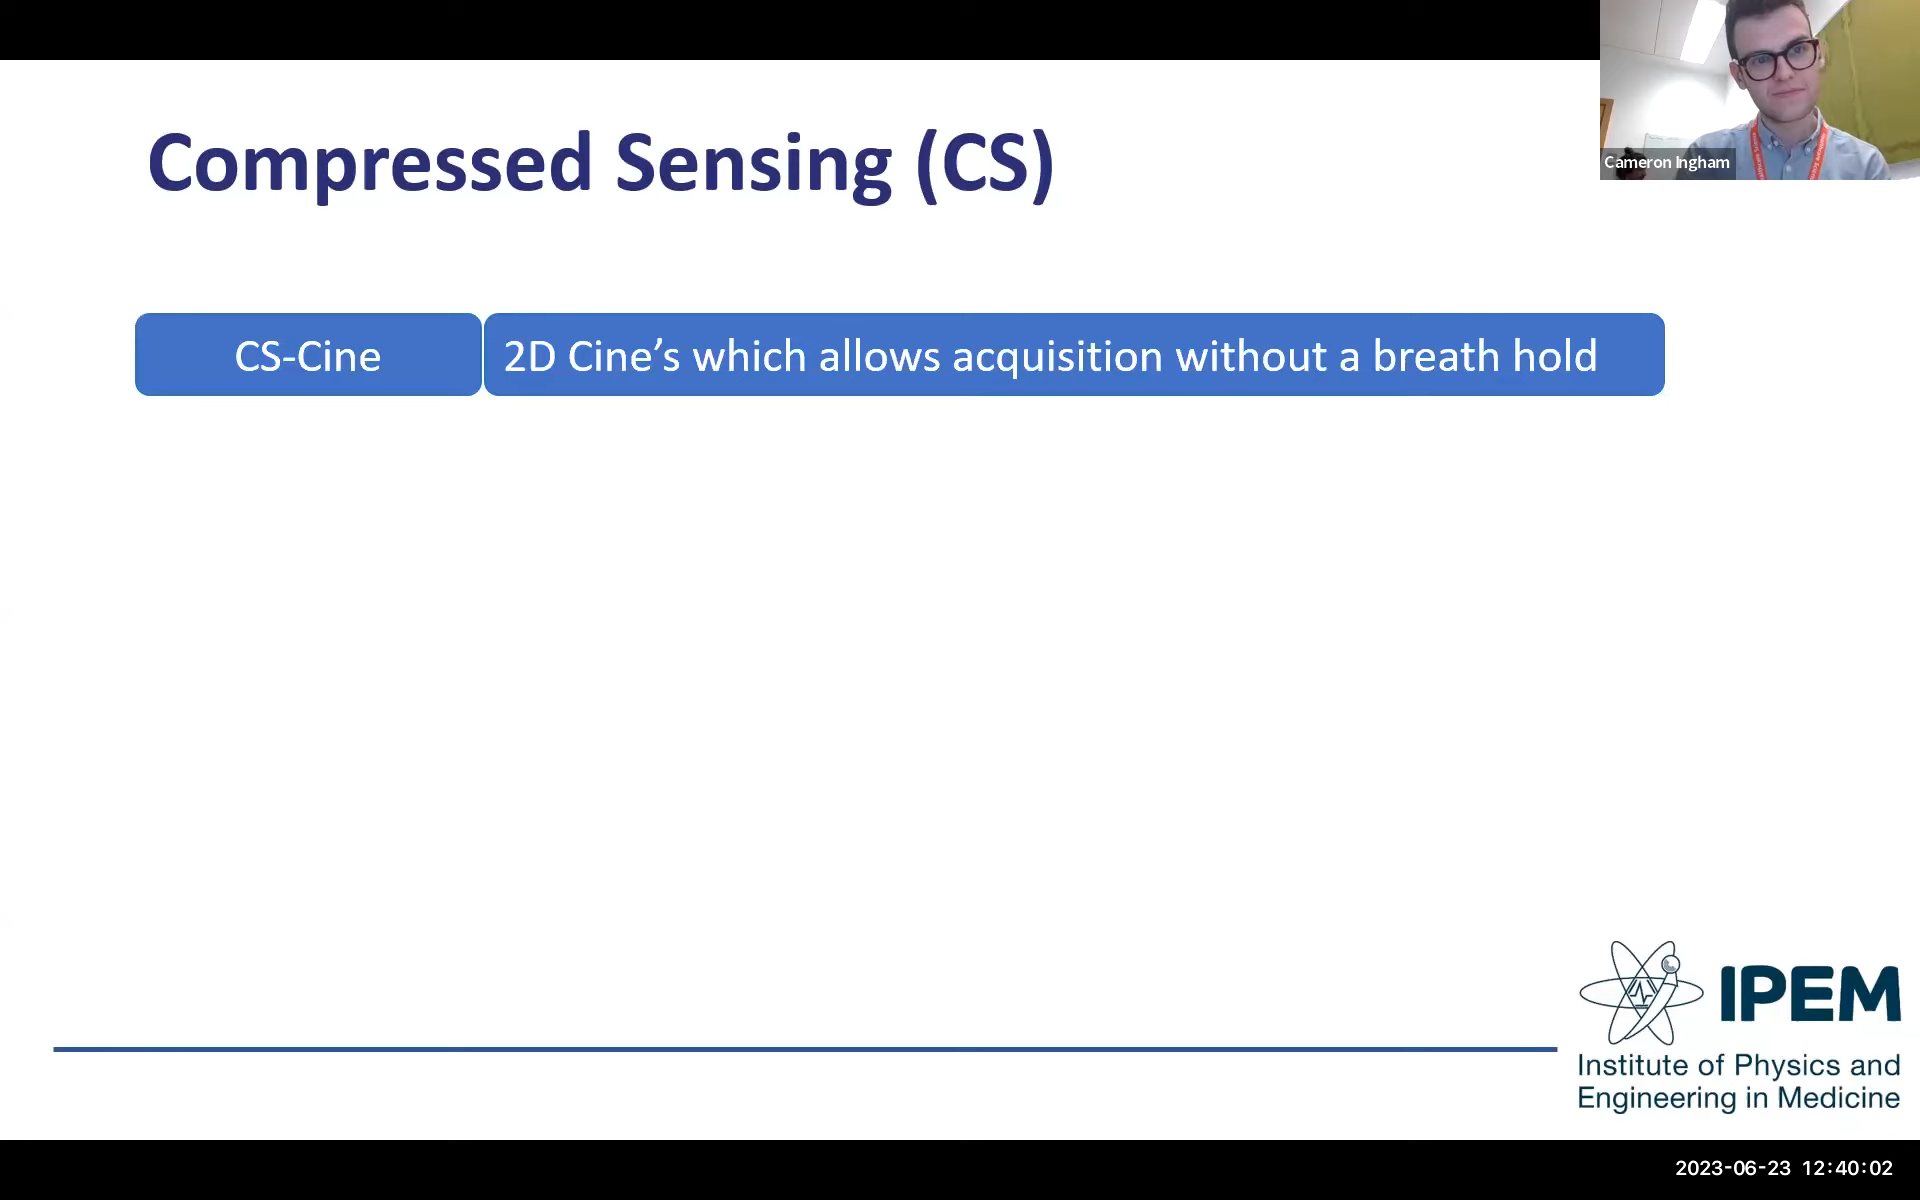 Compressed Sensing (CS)
Cameron Ingham
CS-Cine
2D Cine's which allows acquisition without a breath hold
IPEM
Institute of Physics and
Engineering in Medicine
2023-06-23 12:40:02